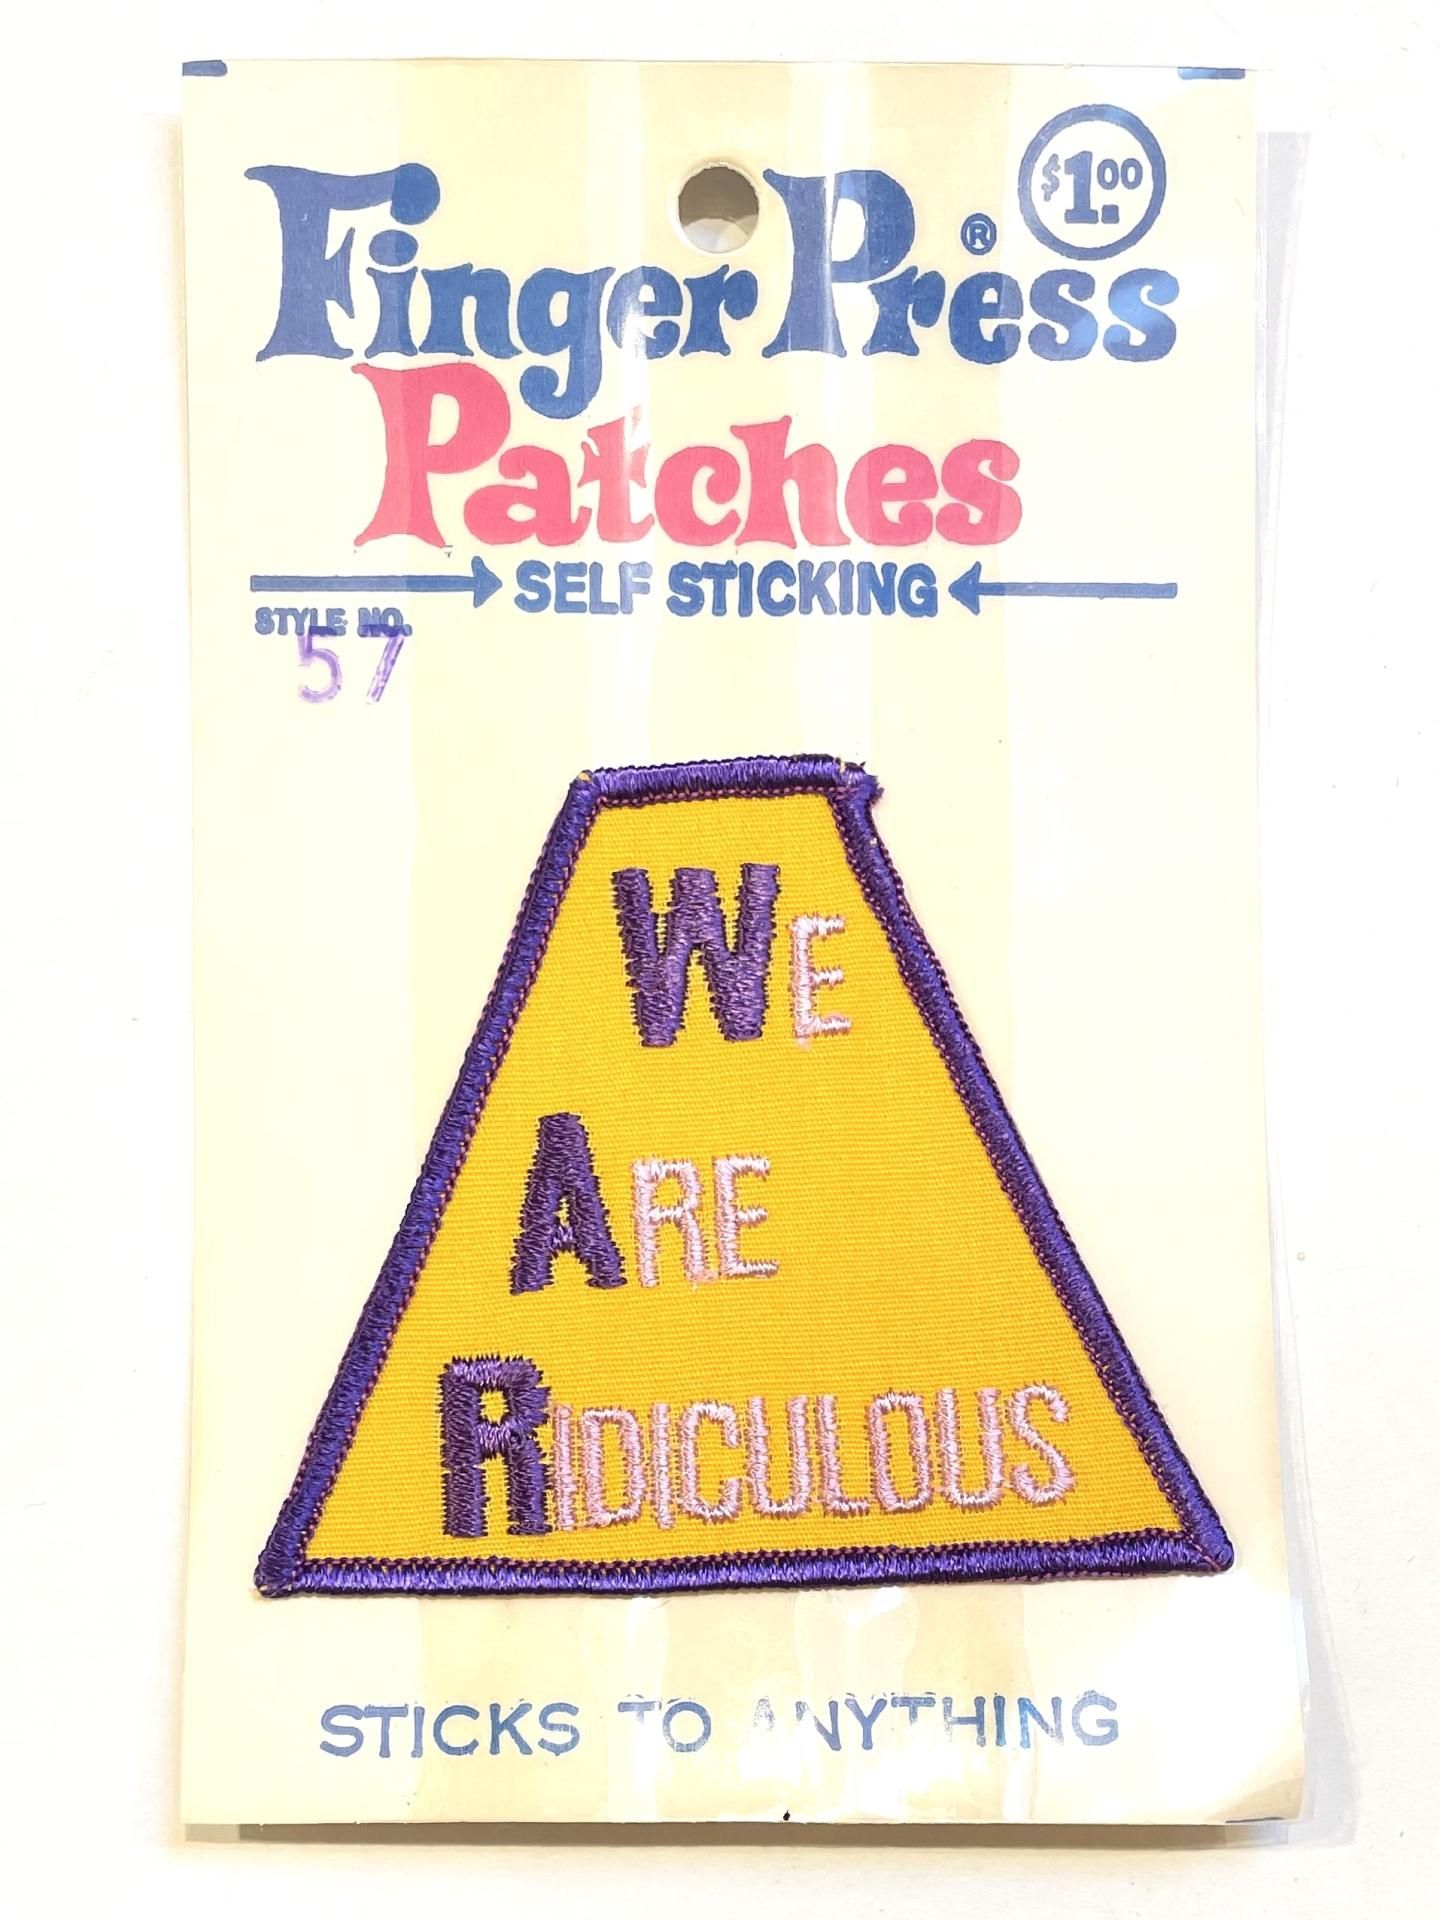 $1.00
Finger Press®
Patches
SELF STICKING
STYLE NO.
57
WE
ARE
RIDICULOUS
STICKS TO ANYTHING